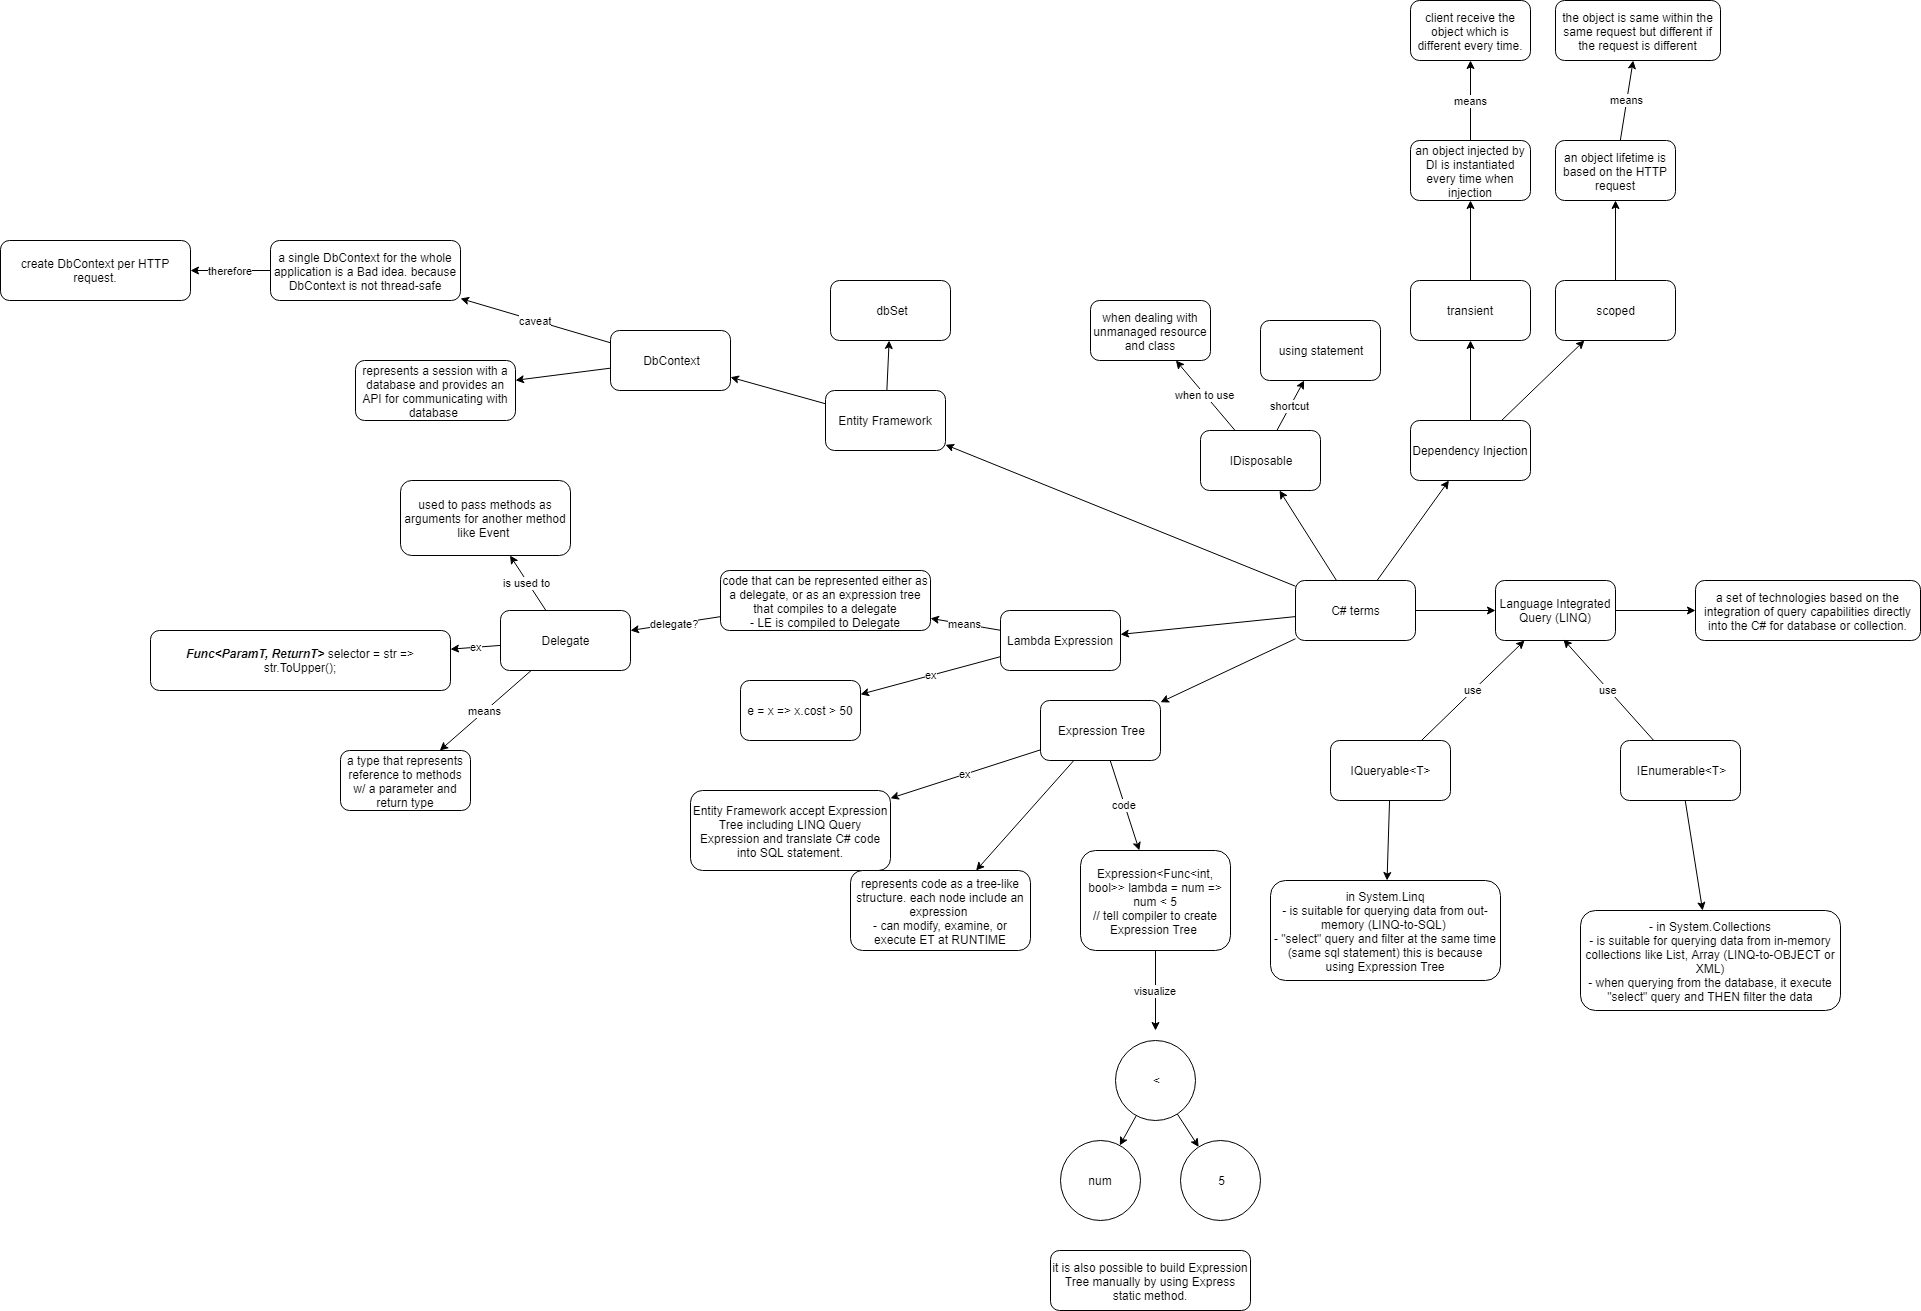 client receive the
object which is
different every time.
the object is same within the
same request but different if
the request is different
means
means
an object injected by
DI is instantiated
every time when
injection
an object lifetime is
based on the HTTP
request
create DbContext per HTTP
request.
therefore
a single DbContext for the whole
application is a Bad idea. because
DbContext is not thread-safe
caveat
dbSet
when dealing with
unmanaged resource
and class
using statement
transient
scoped
DbContext
represents a session with a
database and provides an
API for communicating with
database
Entity Framework
when to use
shortcut
IDisposable
Dependency Injection
used to pass methods as
arguments for another method
like Event
is used to
code that can be represented either as
a delegate, or as an expression tree
that compiles to a delegate
- LE is compiled to Delegate
delegate?
means
Delegate
Lambda Expression
C# terms
Language Integrated
Query (LINQ)
a set of technologies based on the
integration of query capabilities directly
into the C# for database or collection.
Func<ParamT, ReturnT> selector = str =>
str.ToUpper();
ex
ex
e = x => x.cost > 50
means
a type that represents
reference to methods
w/ a parameter and
return type
Expression Tree
use
use
IQueryable<T>
IEnumerable<T>
ex
code
Entity Framework accept Expression
Tree including LINQ Query
Expression and translate C# code
into SQL statement.
represents code as a tree-like
structure. each node include an
expression
- can modify, examine, or
execute ET at RUNTIME
Expression<Func<int,
bool>> lambda = num =>
num < 5
// tell compiler to create
Expression Tree
in System.Linq
- is suitable for querying data from out-
memory (LINQ-to-SQL)
- "select" query and filter at the same time
(same sql statement) this is because
using Expression Tree
- in System.Collections
- is suitable for querying data from in-memory
collections like List, Array (LINQ-to-OBJECT or
XML)
- when querying from the database, it execute
"select" query and THEN filter the data
visualize
<
num
5
it is also possible to build Expression
Tree manually by using Express
static method.